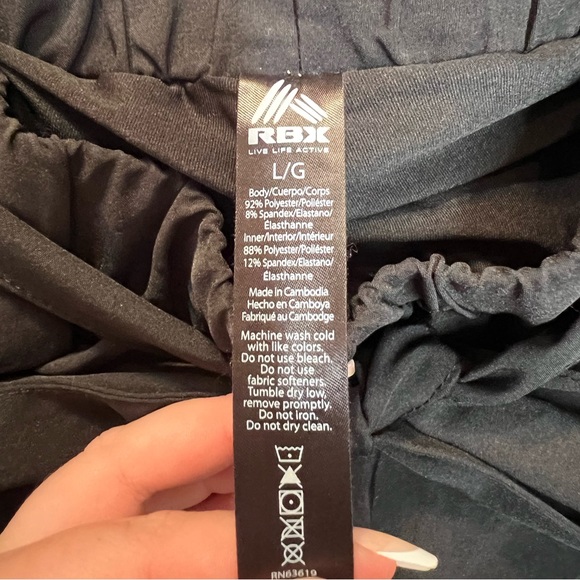 RBX
LIVE LIFE ACTIVE
L/G
Body/Cuerpo/Corps
92% Polyester/Poliéster
8% Spandex/Elastano/
Élasthanne
Inner/Interior/Intérieur
88% Polyester/Poliéster
12% Spandex/Elastano/
Élasthanne
Made in Cambodia
Hecho en Camboya
Fabriqué au Cambodge
Machine wash cold
with like colors.
Do not use bleach.
Do not use
fabric softeners.
Tumble dry low,
remove promptly.
Do not iron.
Do not dry clean.
RN63619